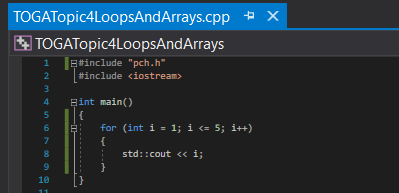 TOGATopic4LoopsAndArrays.cpp
TOGATopic4LoopsAndArrays
1 #include "pch.h"
2 #include <iostream>
3
4 int main()
5 {
6 for (int i = 1; i <= 5; i++)
7 {
8 std::cout << i;
9 }
10 }